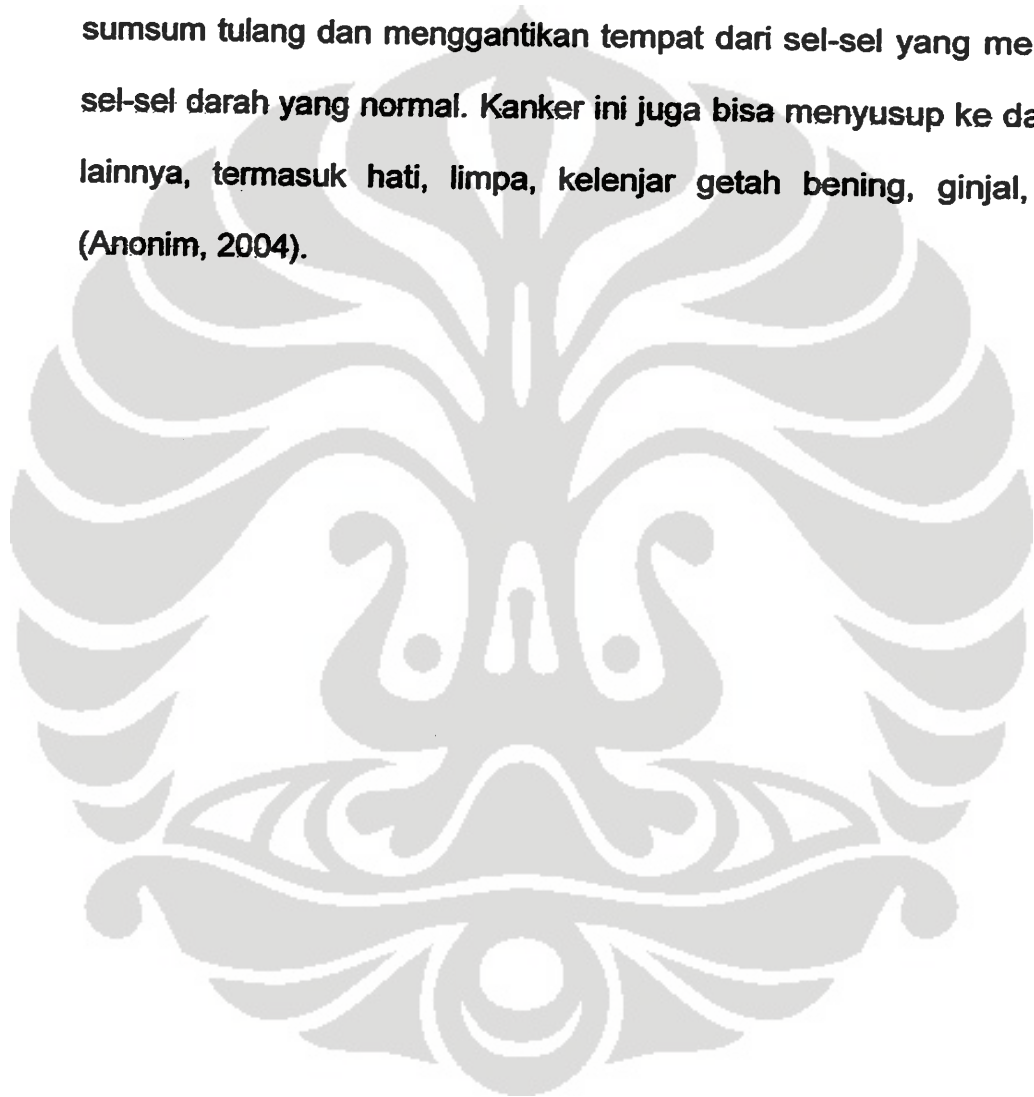 sumsum tulang dan menggantikan tempat dari sel-sel yang me
sel-sel darah yang normal. Kanker ini juga bisa menyusup ke da
lainnya, termasuk hati, limpa, kelenjar getah bening, ginjal,
(Anonim, 2004).